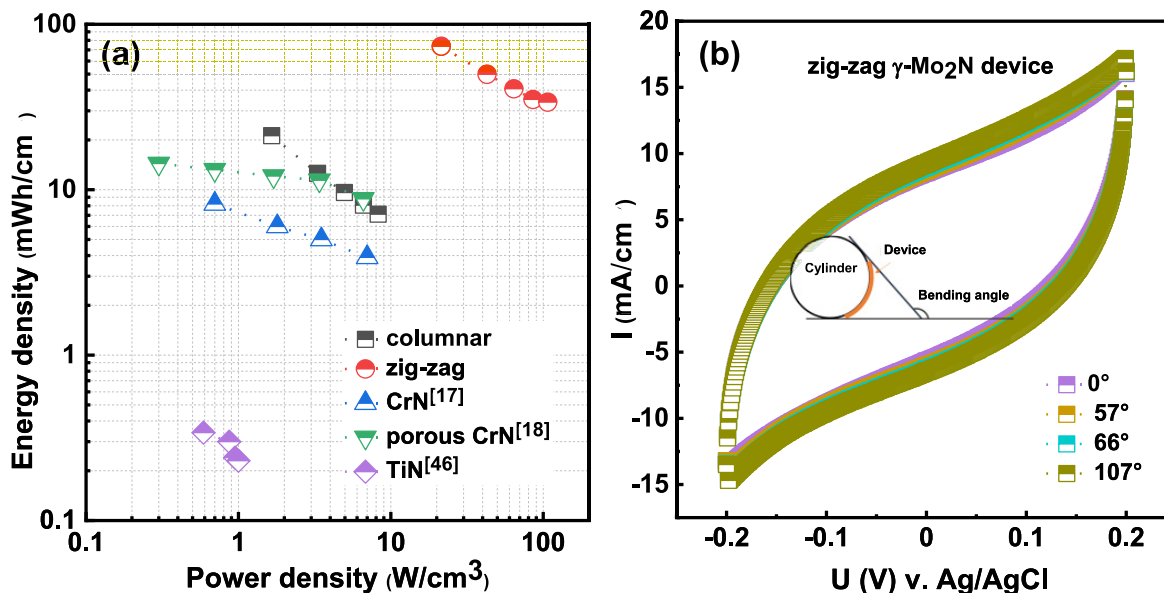 (a)
Energy density (mWh/cm)
100
10
1
0.1
columnar
zig-zag
CrN[17]
porous CrN[18]
TiN[46]
0.1 1 10 100
Power density (W/cm³)
(b)
zig-zag γ-Mo₂N device
I (mA/cm)
20
15
10
5
0
-5
-10
-15
Cylinder
Device
Bending angle
0°
57°
66°
107°
-0.2 -0.1 0 0.1 0.2
U (V) v. Ag/AgCl